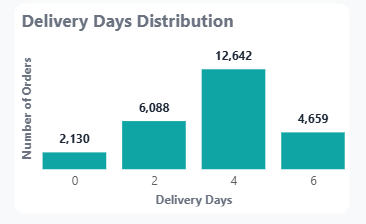 Delivery Days Distribution
Number of Orders
2,130
6,088
12,642
4,659
0 2 4 6
Delivery Days